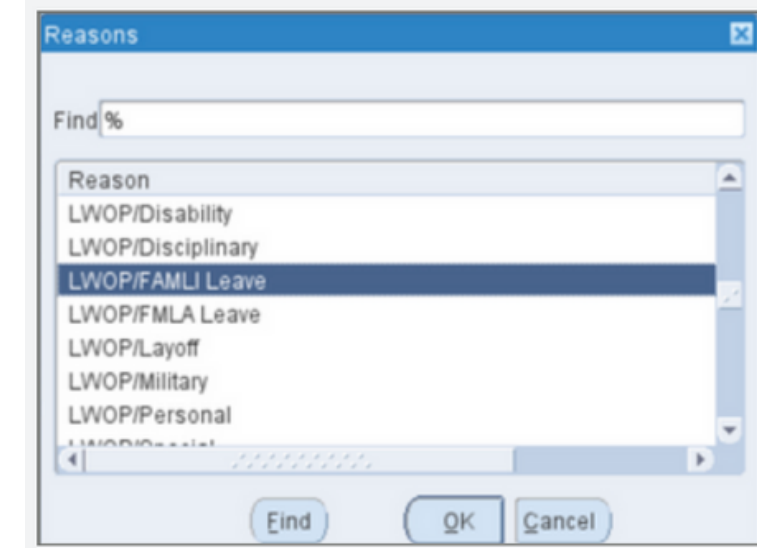 Reasons
Find %
Reason
LWOP/Disability
LWOP/Disciplinary
LWOP/FAMLI Leave
LWOP/FMLA Leave
LWOP/Layoff
LWOP/Military
LWOP/Personal
Find OK Cancel